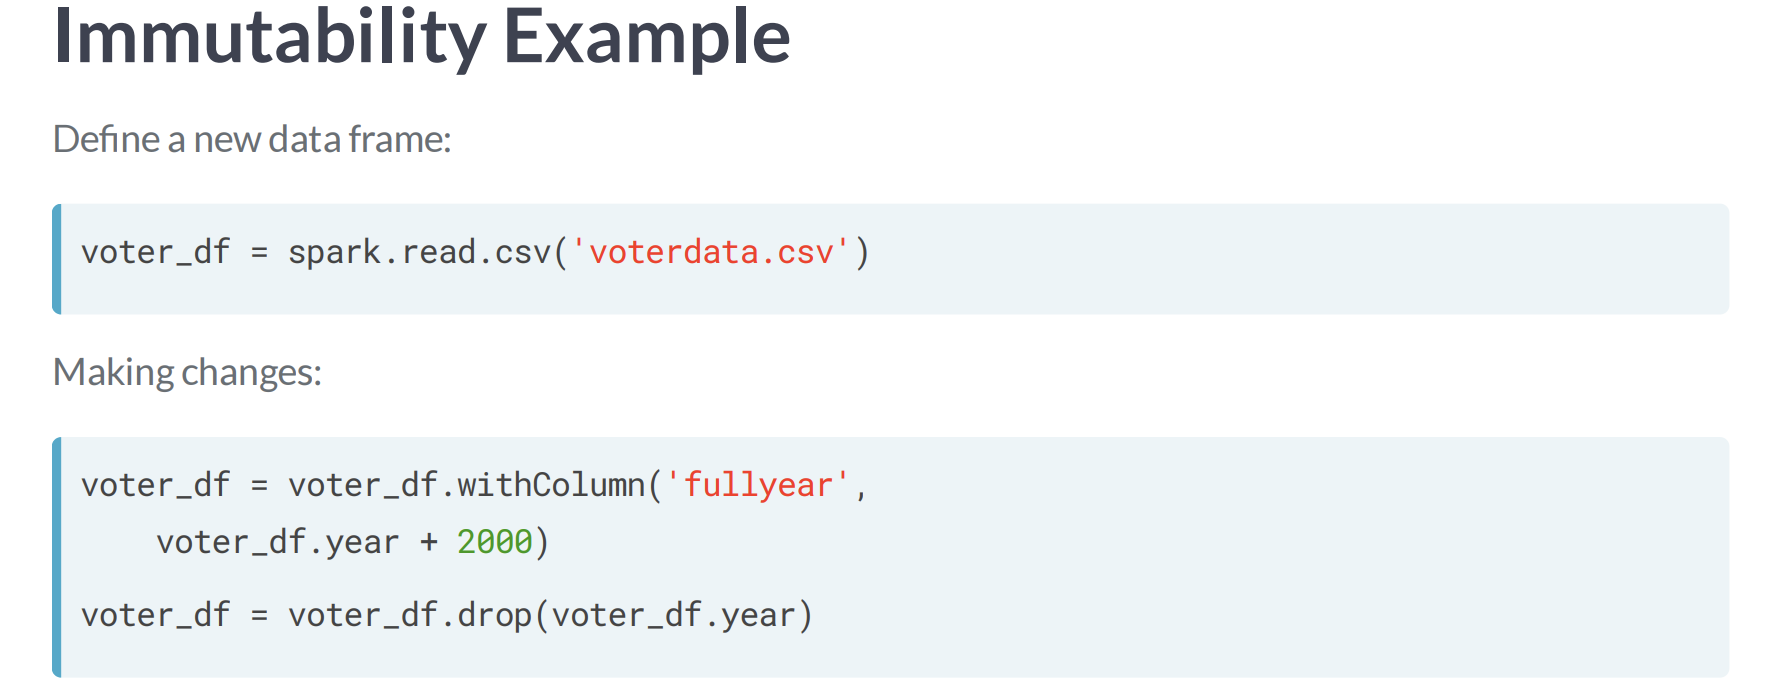 Immutability Example
Define a new data frame:
voter_df = spark.read.csv('voterdata.csv')
Making changes:
voter_df = voter_df.withColumn('fullyear',
    voter_df.year + 2000)
voter_df = voter_df.drop(voter_df.year)